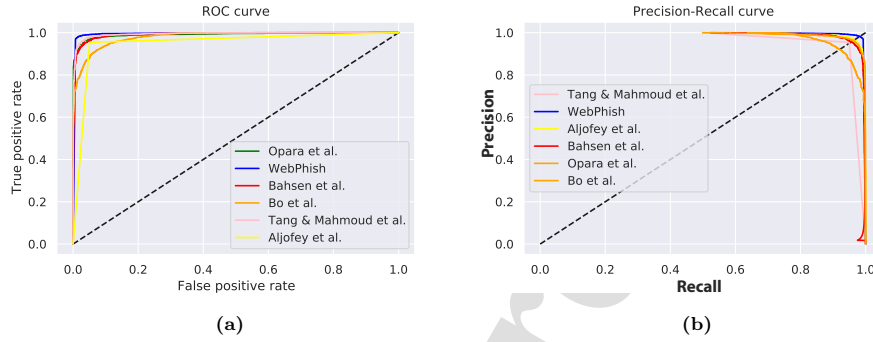 ROC curve
1.0
0.8
0.6
0.4
0.2
0.0
True positive rate
Opara et al.
WebPhish
Bahsen et al.
Bo et al.
Tang & Mahmoud et al.
Aljofey et al.
0.0 0.2 0.4 0.6 0.8 1.0
False positive rate
(a)
Precision-Recall curve
1.0
0.8
0.6
0.4
0.2
0.0
Precision
Tang & Mahmoud et al.
WebPhish
Aljofey et al.
Bahsen et al.
Opara et al.
Bo et al.
0.0 0.2 0.4 0.6 0.8 1.0
Recall
(b)